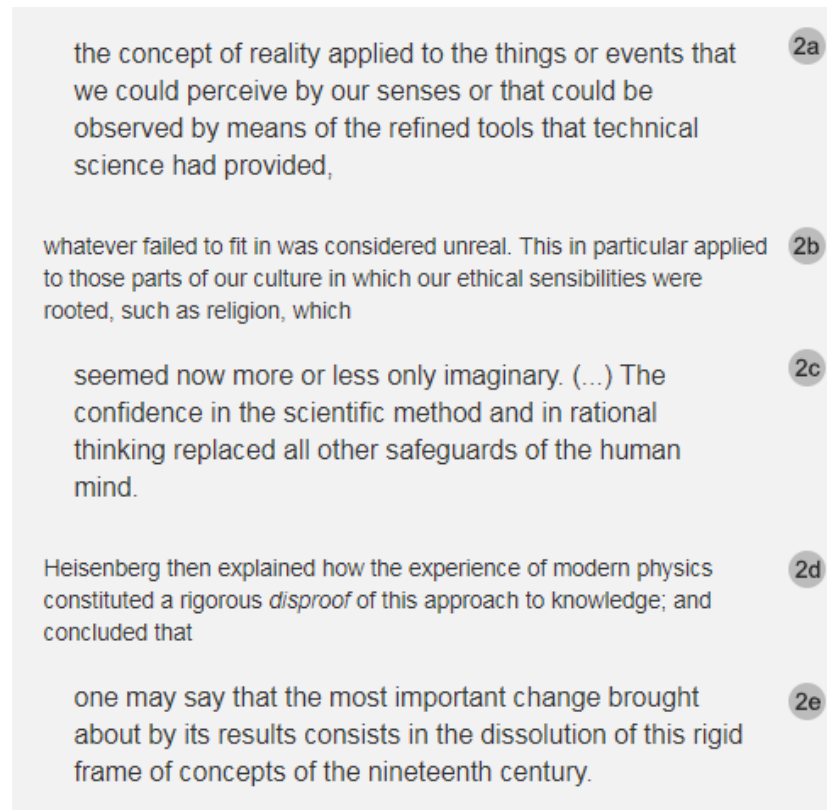 the concept of reality applied to the things or events that
2a
we could perceive by our senses or that could be
observed by means of the refined tools that technical
science had provided,
whatever failed to fit in was considered unreal. This in particular applied
2b
to those parts of our culture in which our ethical sensibilities were
rooted, such as religion, which
seemed now more or less only imaginary. (...) The
2c
confidence in the scientific method and in rational
thinking replaced all other safeguards of the human
mind.
Heisenberg then explained how the experience of modern physics
2d
constituted a rigorous disproof of this approach to knowledge; and
concluded that
one may say that the most important change brought
2e
about by its results consists in the dissolution of this rigid
frame of concepts of the nineteenth century.